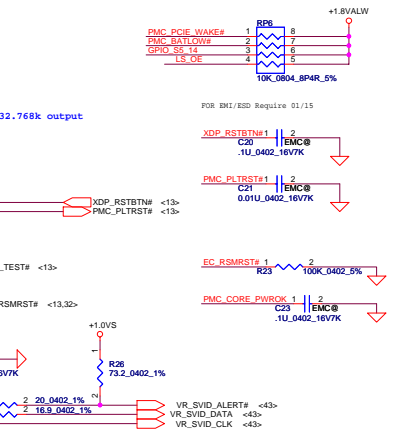 +1.8VALW
RP6
PMC_PCIE_WAKE# 1 8
PMC_BATLOW# 2 7
GPIO_S5_14 3 6
LS_OE 4 5
10K_0804_8P4R_5%
FOR EMI/ESD Require 01/15
32.768k output
XDP_RSTBTN# 1 2
C20 EMC@
.1U_0402_16V7K
PMC_PLTRST# 1 2
C21 EMC@
0.01U_0402_16V7K
XDP_RSTBTN# <13>
PMC_PLTRST# <13>
_TEST# <13>
EC_RSMRST# 1 2
R23 100K_0402_5%
RSMRST# <13,32>
PMC_CORE_PWROK 1 2
C23 EMC@
.1U_0402_16V7K
+1.0VS
1
R26
73.2_0402_1%
2
6V7K
2 20_0402_1%
2 16.9_0402_1%
VR_SVID_ALERT# <43>
VR_SVID_DATA <43>
VR_SVID_CLK <43>